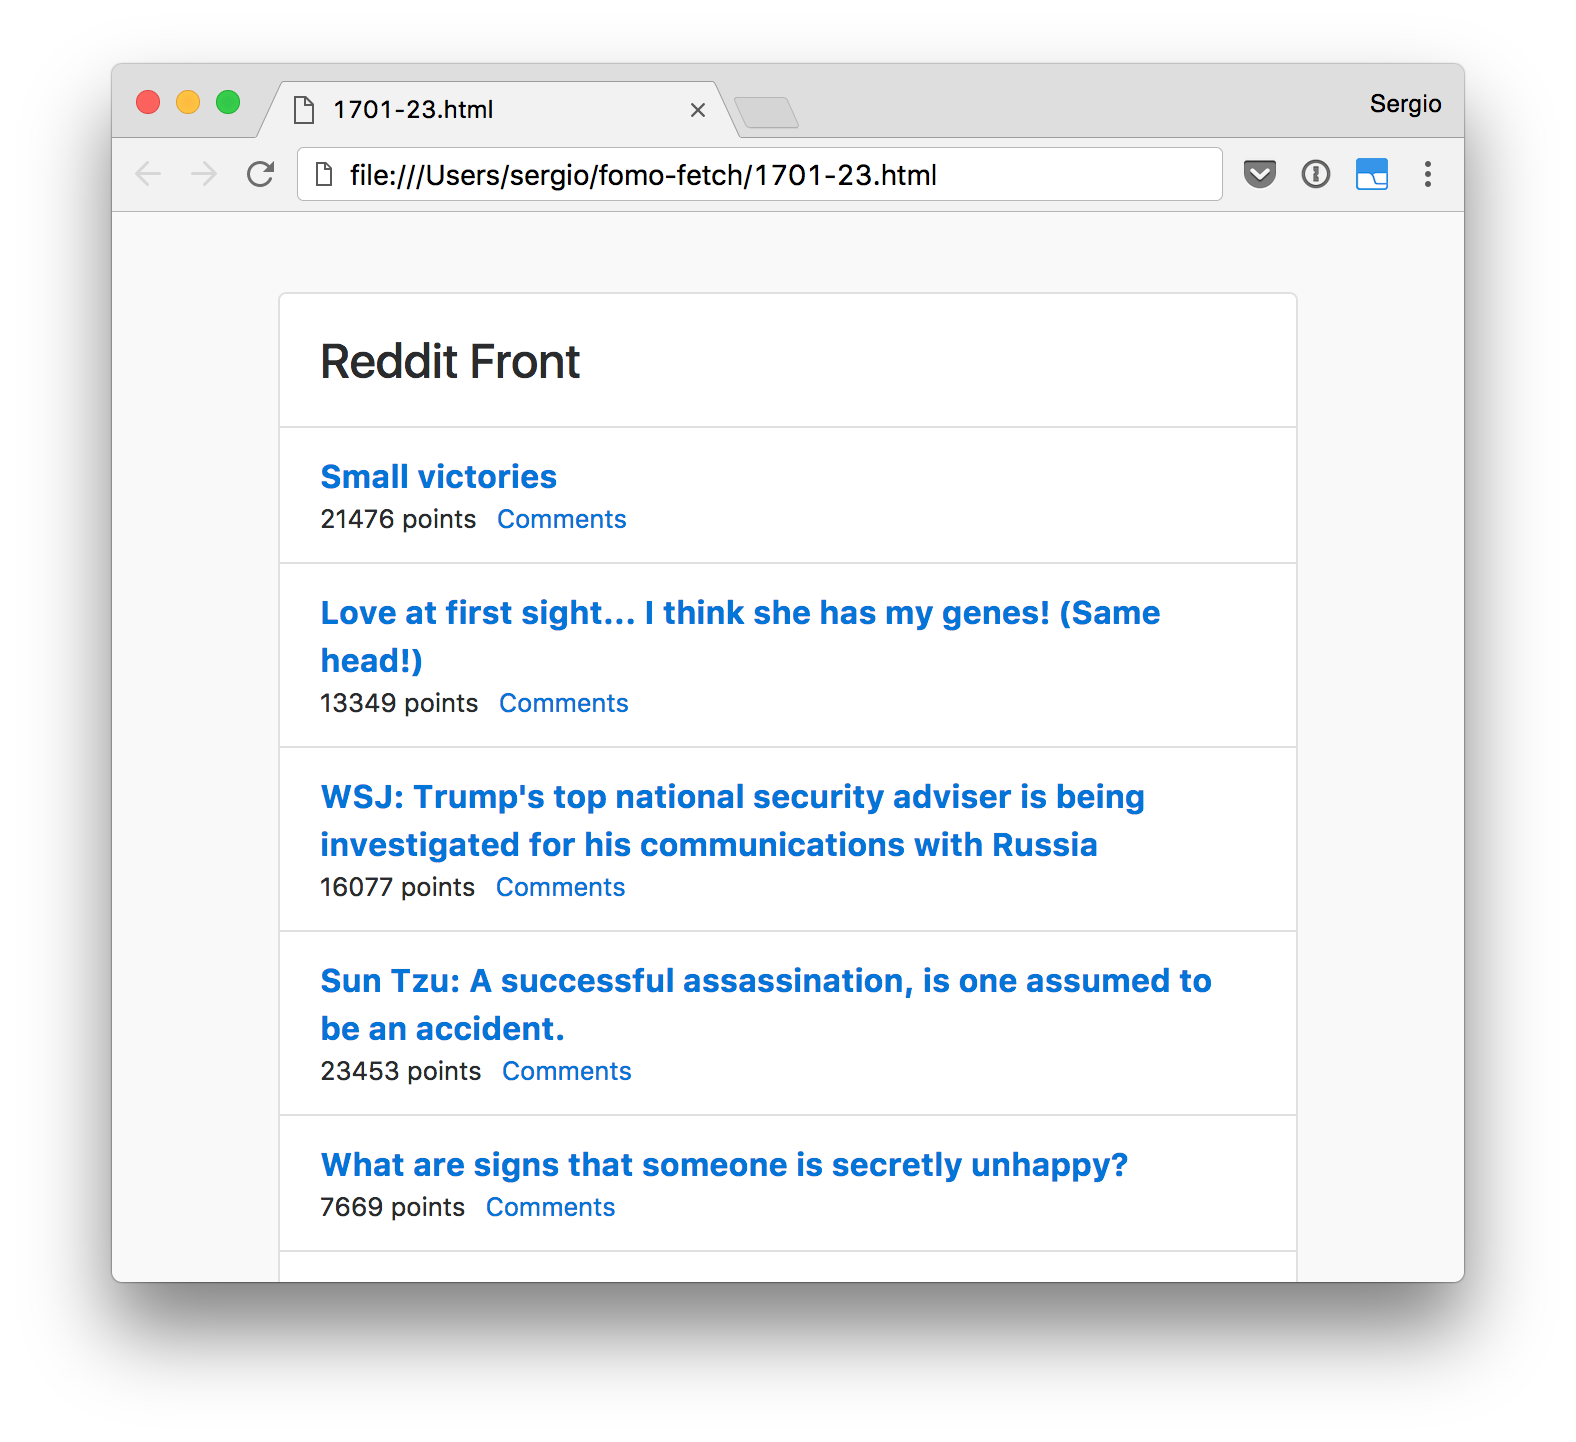 1701-23.html
Sergio
file:///Users/sergio/fomo-fetch/1701-23.html
Reddit Front
Small victories
21476 points Comments
Love at first sight... I think she has my genes! (Same
head!)
13349 points Comments
WSJ: Trump's top national security adviser is being
investigated for his communications with Russia
16077 points Comments
Sun Tzu: A successful assassination, is one assumed to
be an accident.
23453 points Comments
What are signs that someone is secretly unhappy?
7669 points Comments